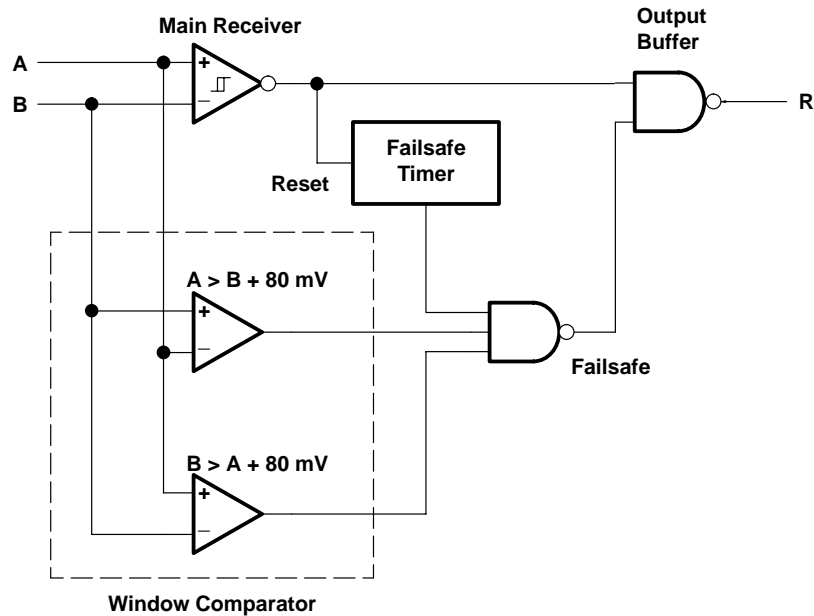 Output
Buffer
Main Receiver
A
+
_
B
R
Failsafe
Timer
Reset
A > B + 80 mV
+
_
Failsafe
B > A + 80 mV
+
_
Window Comparator